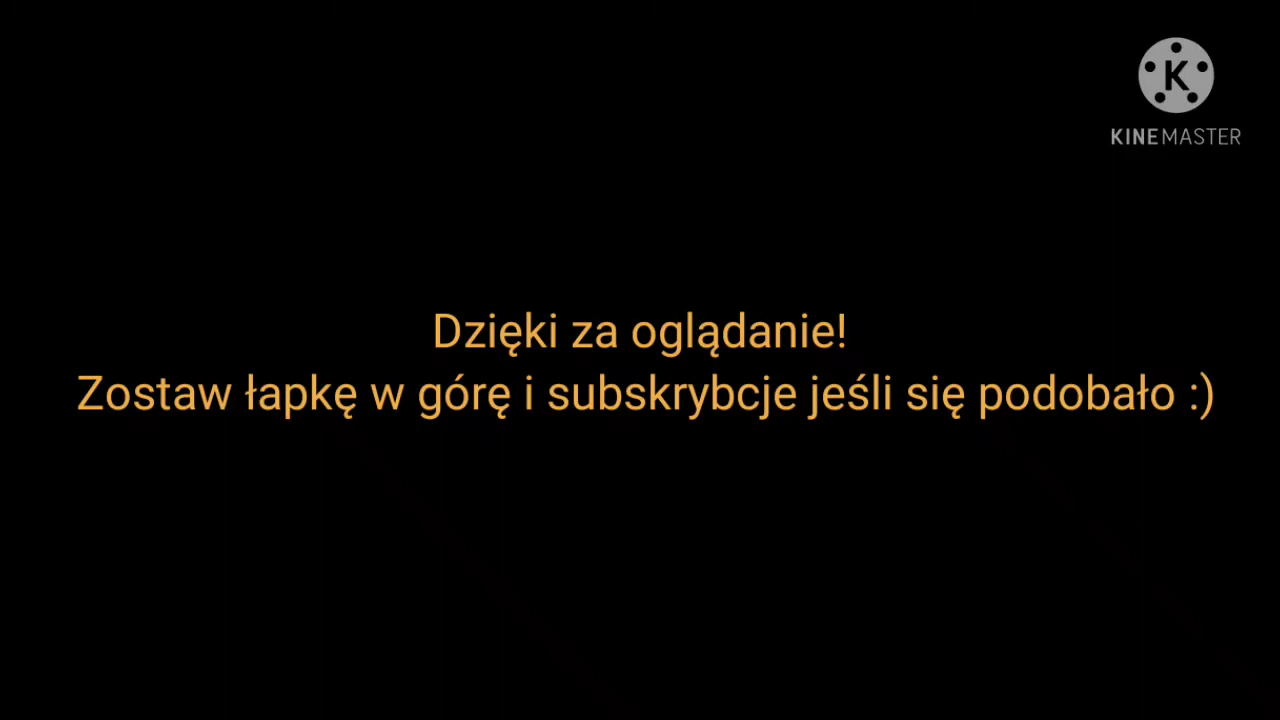 K
KINEMASTER
Dzięki za oglądanie!
Zostaw łapkę w górę i subskrybcje jeśli się podobało :)